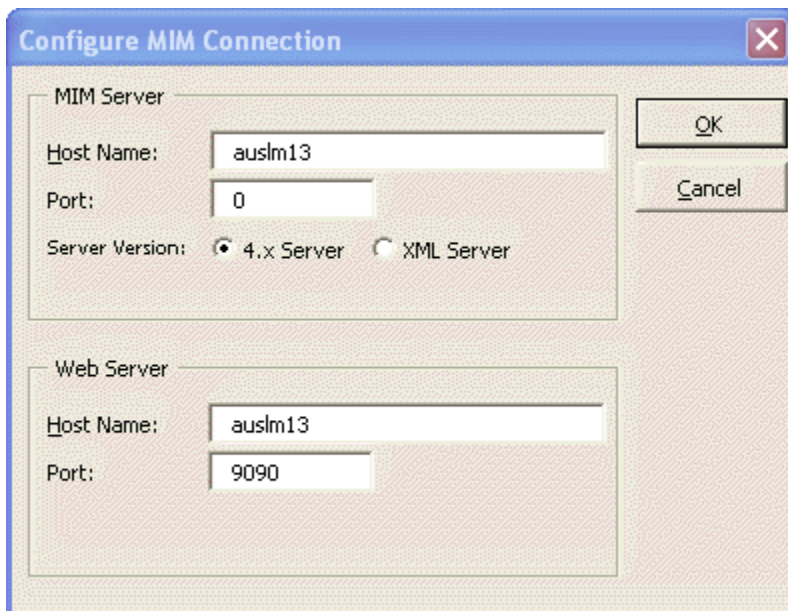 Configure MIM Connection
MIM Server
Host Name: auslm13
Port: 0
Server Version: 4.x Server XML Server
OK
Cancel
Web Server
Host Name: auslm13
Port: 9090